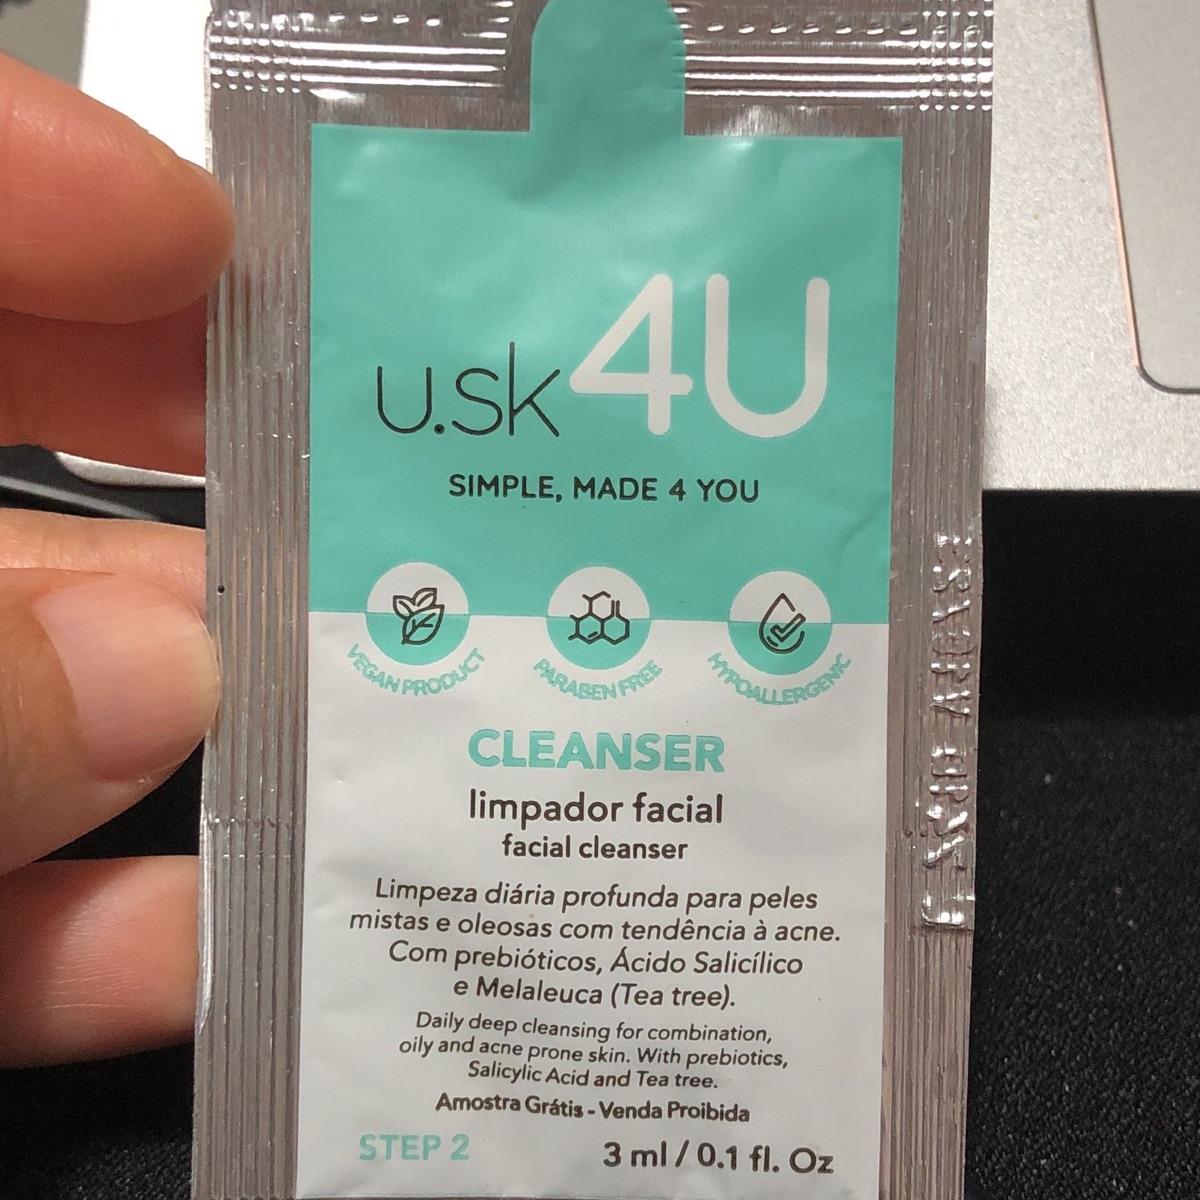 u.sk4U
SIMPLE, MADE 4 YOU
VEGAN PRODUCT
PARABEN FREE
HYPOALLERGENIC
CLEANSER
limpador facial
facial cleanser
Limpeza diária profunda para peles
mistas e oleosas com tendência à acne.
Com prebióticos, Ácido Salicílico
e Melaleuca (Tea tree).
Daily deep cleansing for combination,
oily and acne prone skin. With prebiotics,
Salicylic Acid and Tea tree.
Amostra Grátis - Venda Proibida
STEP 2
3 ml / 0.1 fl. Oz